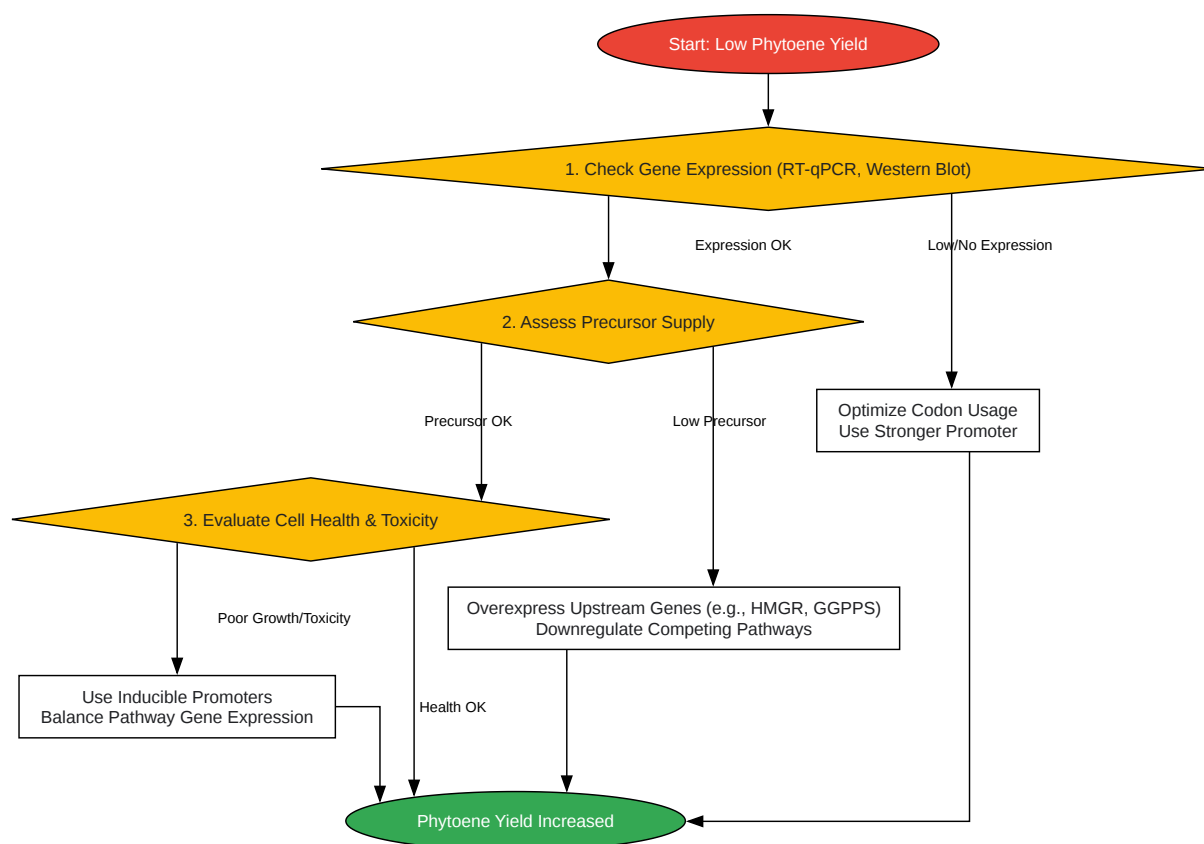 Start: Low Phytoene Yield
1. Check Gene Expression (RT-qPCR, Western Blot)
Expression OK
Low/No Expression
2. Assess Precursor Supply
Optimize Codon Usage
Use Stronger Promoter
Precursor OK
Low Precursor
3. Evaluate Cell Health & Toxicity
Overexpress Upstream Genes (e.g., HMGR, GGPPS)
Downregulate Competing Pathways
Poor Growth/Toxicity
Use Inducible Promoters
Balance Pathway Gene Expression
Health OK
Phytoene Yield Increased